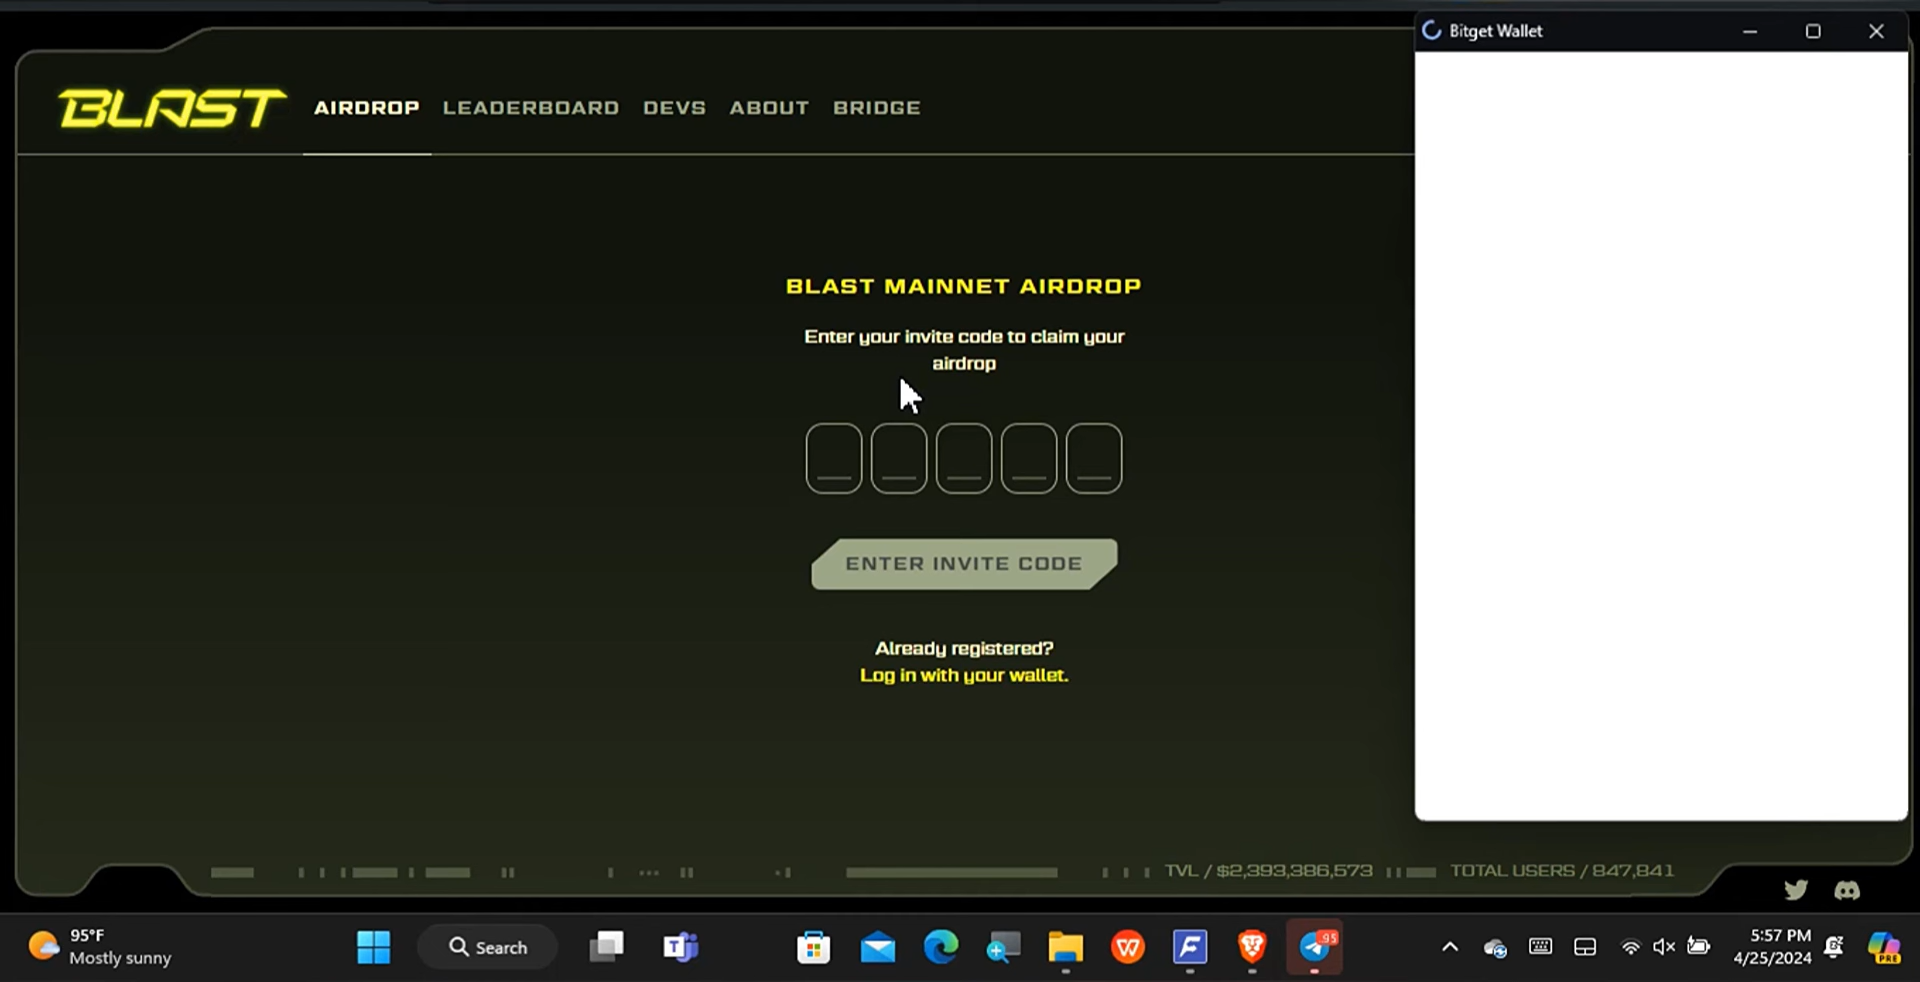 Bitget Wallet
BLAST AIRDROP LEADERBOARD DEVS ABOUT BRIDGE
BLAST MAINNET AIRDROP
Enter your invite code to claim your
airdrop
ENTER INVITE CODE
Already registered?
Log in with your wallet.
TVL / $2,393,386,573 TOTAL USERS / 847,841
95°F
Mostly sunny
Search
95
5:57 PM
4/25/2024
PRE